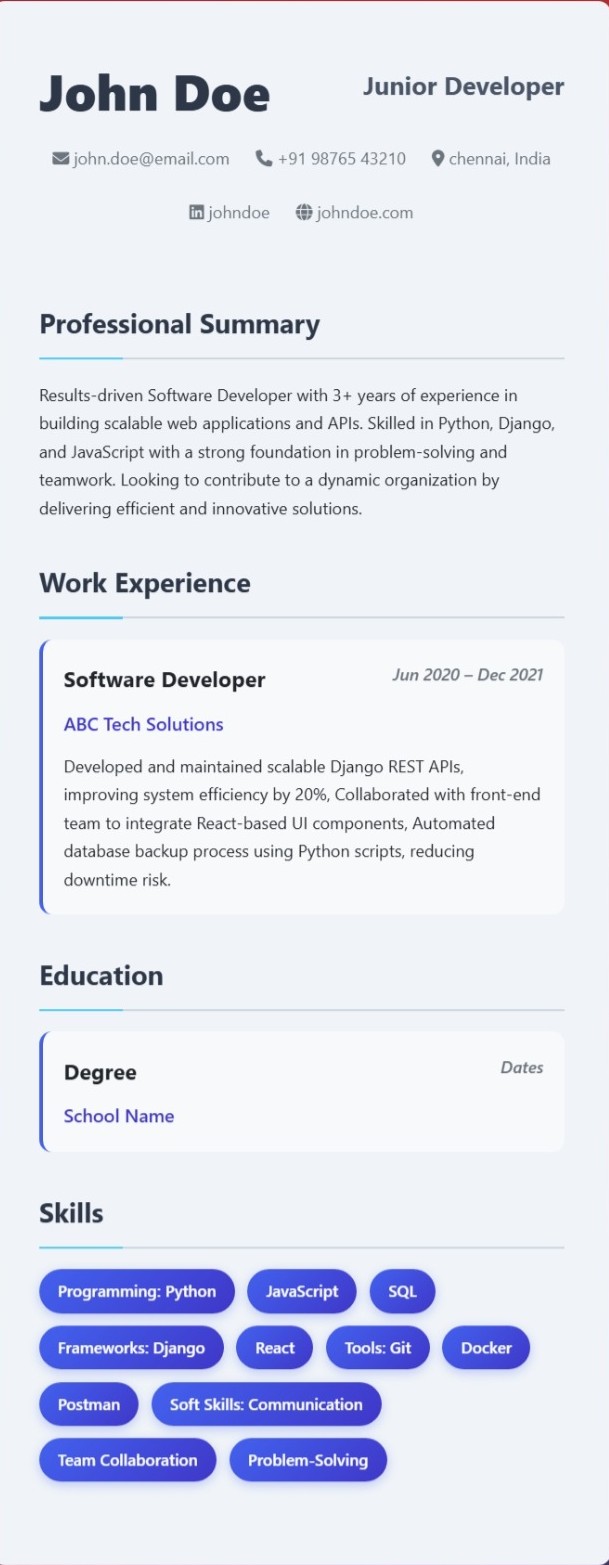 John Doe
Junior Developer
john.doe@email.com +91 98765 43210 chennai, India
johndoe johndoe.com
Professional Summary
Results-driven Software Developer with 3+ years of experience in
building scalable web applications and APIs. Skilled in Python, Django,
and JavaScript with a strong foundation in problem-solving and
teamwork. Looking to contribute to a dynamic organization by
delivering efficient and innovative solutions.
Work Experience
Software Developer
Jun 2020 – Dec 2021
ABC Tech Solutions
Developed and maintained scalable Django REST APIs,
improving system efficiency by 20%, Collaborated with front-end
team to integrate React-based UI components, Automated
database backup process using Python scripts, reducing
downtime risk.
Education
Degree
Dates
School Name
Skills
Programming: Python JavaScript SQL
Frameworks: Django React Tools: Git Docker
Postman Soft Skills: Communication
Team Collaboration Problem-Solving